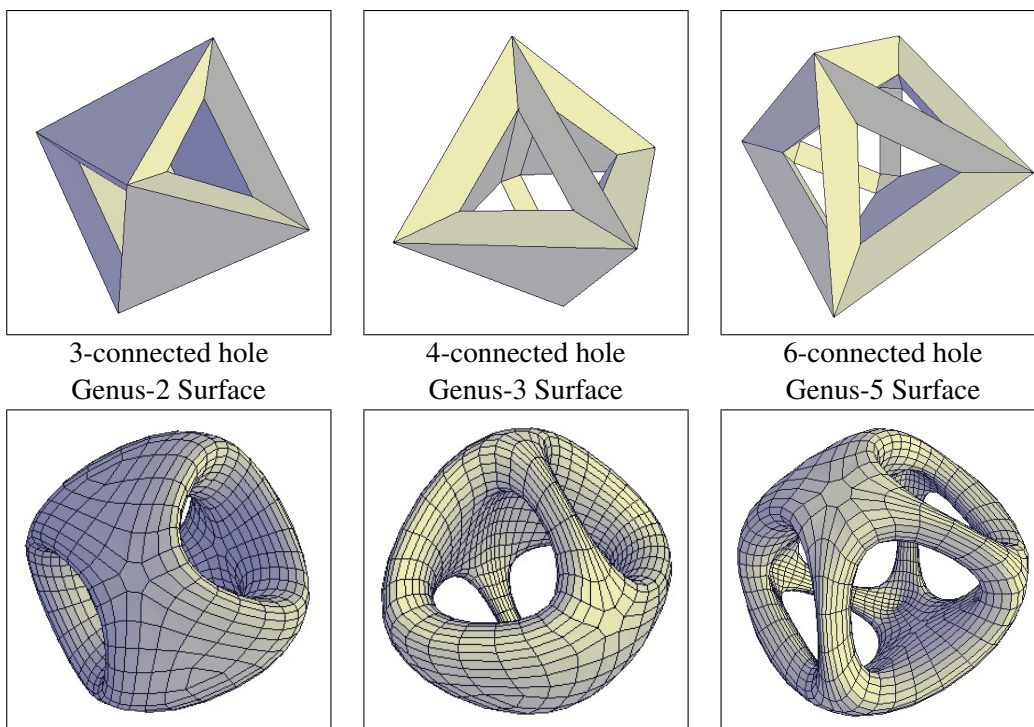 3-connected hole
4-connected hole
6-connected hole
Genus-2 Surface
Genus-3 Surface
Genus-5 Surface